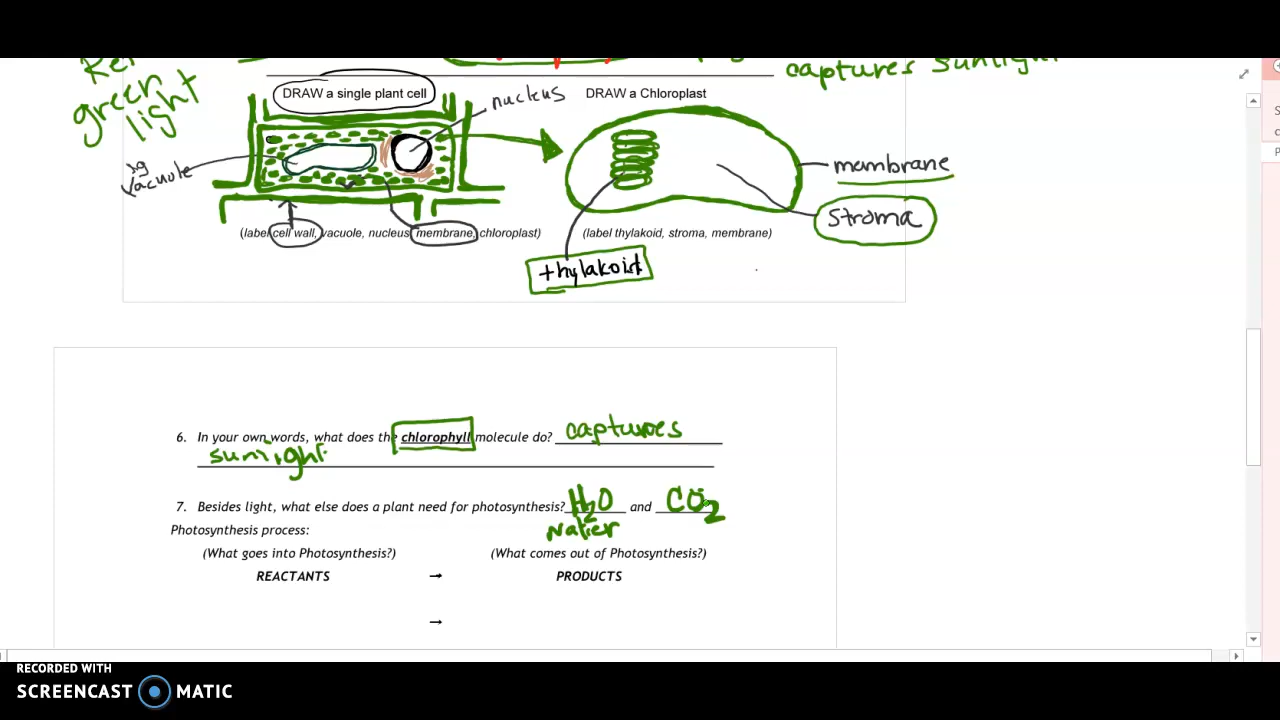 captures sunlight
green
light
DRAW a single plant cell
nucleus
DRAW a Chloroplast
vacuole
membrane
stroma
(label cell wall, vacuole, nucleus, membrane, chloroplast)
(label thylakoid, stroma, membrane)
thylakoid
6. In your own words, what does the chlorophyll molecule do? captures
sunlight
7. Besides light, what else does a plant need for photosynthesis? H2O and CO2
Water
Photosynthesis process:
(What goes into Photosynthesis?) (What comes out of Photosynthesis?)
REACTANTS → PRODUCTS
→
RECORDED WITH
SCREENCAST MATIC